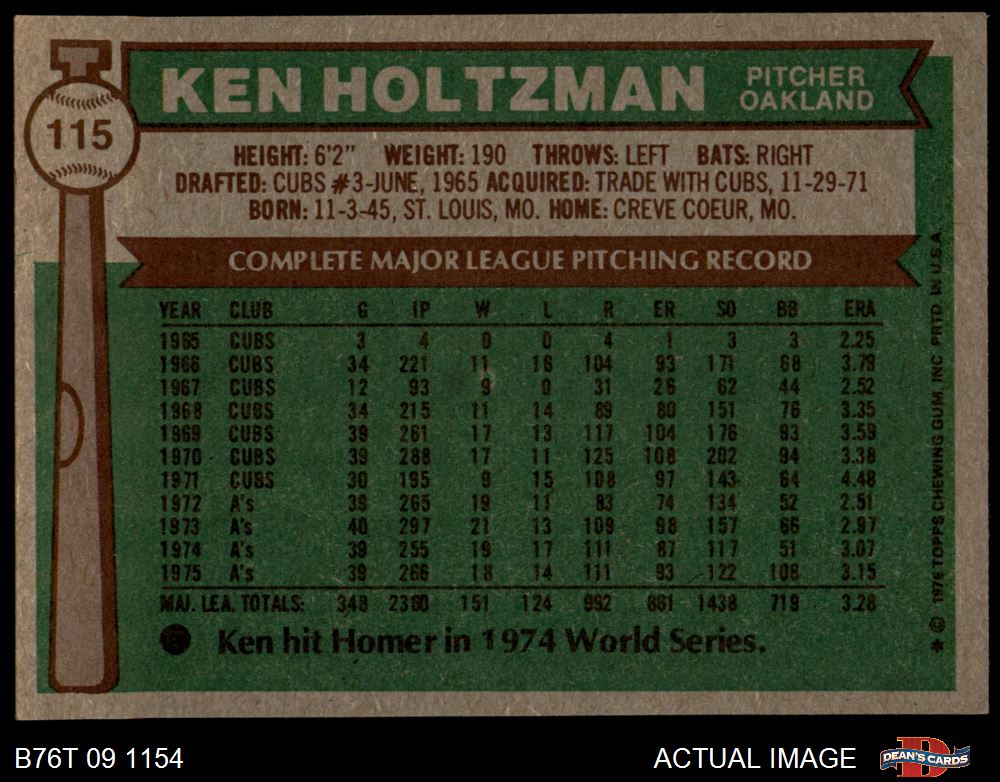 115
KEN HOLTZMAN
PITCHER
OAKLAND
HEIGHT: 6'2" WEIGHT: 190 THROWS: LEFT BATS: RIGHT
DRAFTED: CUBS #3-JUNE, 1965 ACQUIRED: TRADE WITH CUBS, 11-29-71
BORN: 11-3-45, ST. LOUIS, MO. HOME: CREVE COEUR, MO.
COMPLETE MAJOR LEAGUE PITCHING RECORD
YEAR CLUB G IP W L R ER SO BB ERA
1965 CUBS 3 4 0 0 4 1 3 3 2.25
1966 CUBS 34 221 11 16 104 93 171 68 3.79
1967 CUBS 12 93 9 0 31 26 62 44 2.52
1968 CUBS 34 215 11 14 89 80 151 76 3.35
1969 CUBS 39 261 17 13 117 104 176 93 3.59
1970 CUBS 39 288 17 11 125 108 202 94 3.38
1971 CUBS 30 195 9 15 108 97 143 64 4.48
1972 A's 39 265 19 11 83 74 134 52 2.51
1973 A's 40 297 21 13 109 98 157 66 2.97
1974 A's 39 255 19 17 111 87 117 51 3.07
1975 A's 39 266 18 14 111 93 122 108 3.15
MAJ. LEA. TOTALS: 348 2360 151 124 992 861 1438 719 3.28
Ken hit Homer in 1974 World Series.
* © 1976 TOPPS CHEWING GUM, INC PRTD. IN U.S.A.
B76T 09 1154
ACTUAL IMAGE
DEAN'S CARDS